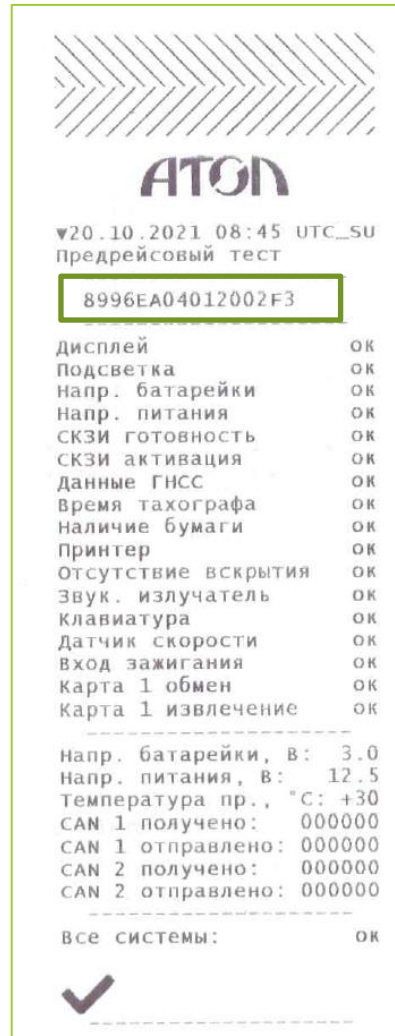 АТОЛ
▼20.10.2021 08:45 UTC_SU
Предрейсовый тест
8996EA04012002F3
Дисплей ОК
Подсветка ОК
Напр. батарейки ОК
Напр. питания ОК
СКЗИ готовность ОК
СКЗИ активация ОК
Данные ГНСС ОК
Время тахографа ОК
Наличие бумаги ОК
Принтер ОК
Отсутствие вскрытия ОК
Звук. излучатель ОК
Клавиатура ОК
Датчик скорости ОК
Вход зажигания ОК
Карта 1 обмен ОК
Карта 1 извлечение ОК
Напр. батарейки, В: 3.0
Напр. питания, В: 12.5
Температура пр., °C: +30
CAN 1 получено: 000000
CAN 1 отправлено: 000000
CAN 2 получено: 000000
CAN 2 отправлено: 000000
Все системы: ОК